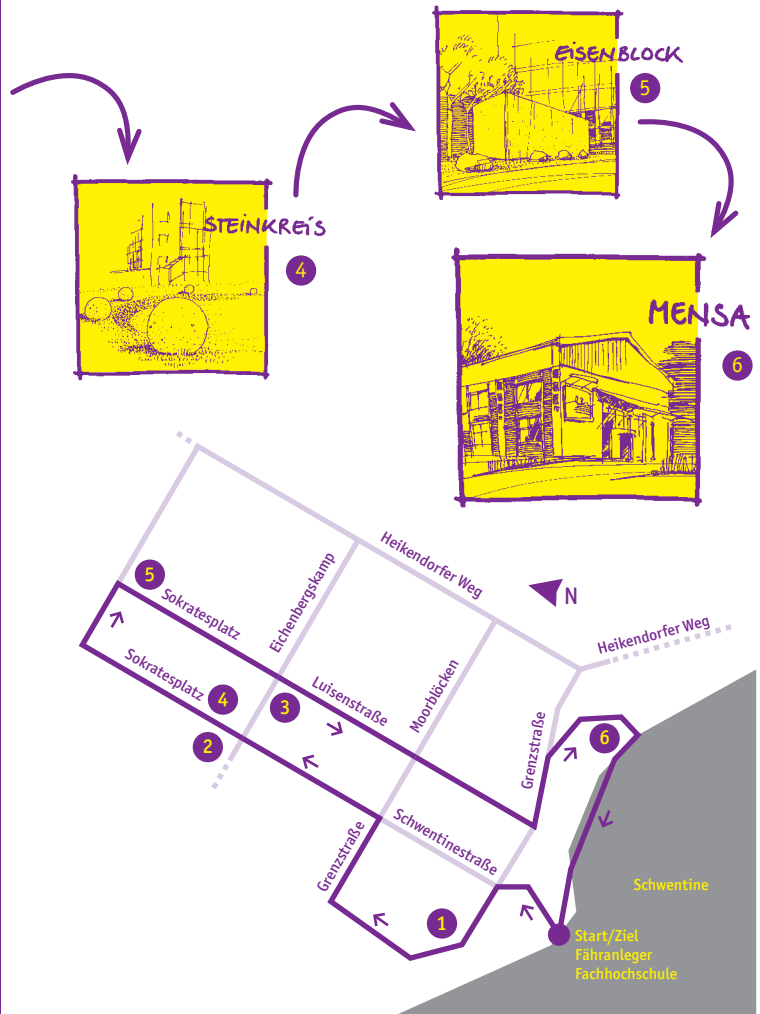 EISENBLOCK
5
STEINKREIS
4
MENSA
6
Heikendorfer Weg
N
Heikendorfer Weg
Eichenbergskamp
5
Sokratesplatz
Moorblöcken
Sokratesplatz
4
3
Luisenstraße
2
Grenzstraße
6
Schwentinestraße
Grenzstraße
Schwentine
1
Start/Ziel
Fähranleger
Fachhochschule